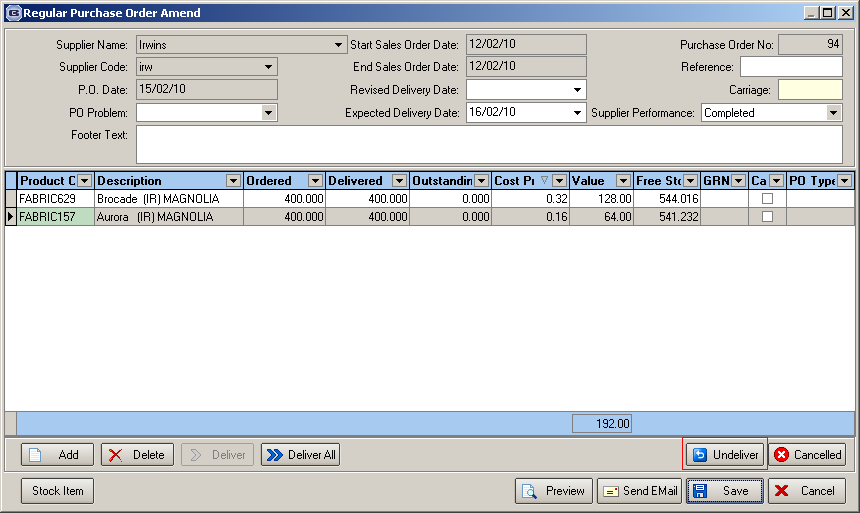 Regular Purchase Order Amend
Supplier Name: Irwins Start Sales Order Date: 12/02/10 Purchase Order No: 94
Supplier Code: irw End Sales Order Date: 12/02/10 Reference:
P.O. Date: 15/02/10 Revised Delivery Date: Carriage:
PO Problem: Expected Delivery Date: 16/02/10 Supplier Performance: Completed
Footer Text:
Product C Description Ordered Delivered Outstandin Cost Pr Value Free Sto GRN Ca PO Type
FABRIC629 Brocade (IR) MAGNOLIA 400.000 400.000 0.000 0.32 128.00 544.016
FABRIC157 Aurora (IR) MAGNOLIA 400.000 400.000 0.000 0.16 64.00 541.232
192.00
Add Delete Deliver Deliver All Undeliver Cancelled
Stock Item Preview Send EMail Save Cancel